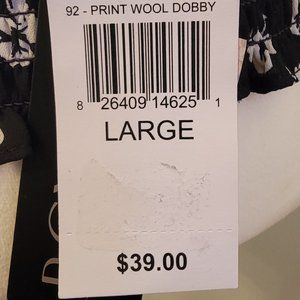 92 - PRINT WOOL DOBBY
8 26409 14625 1
LARGE
$39.00